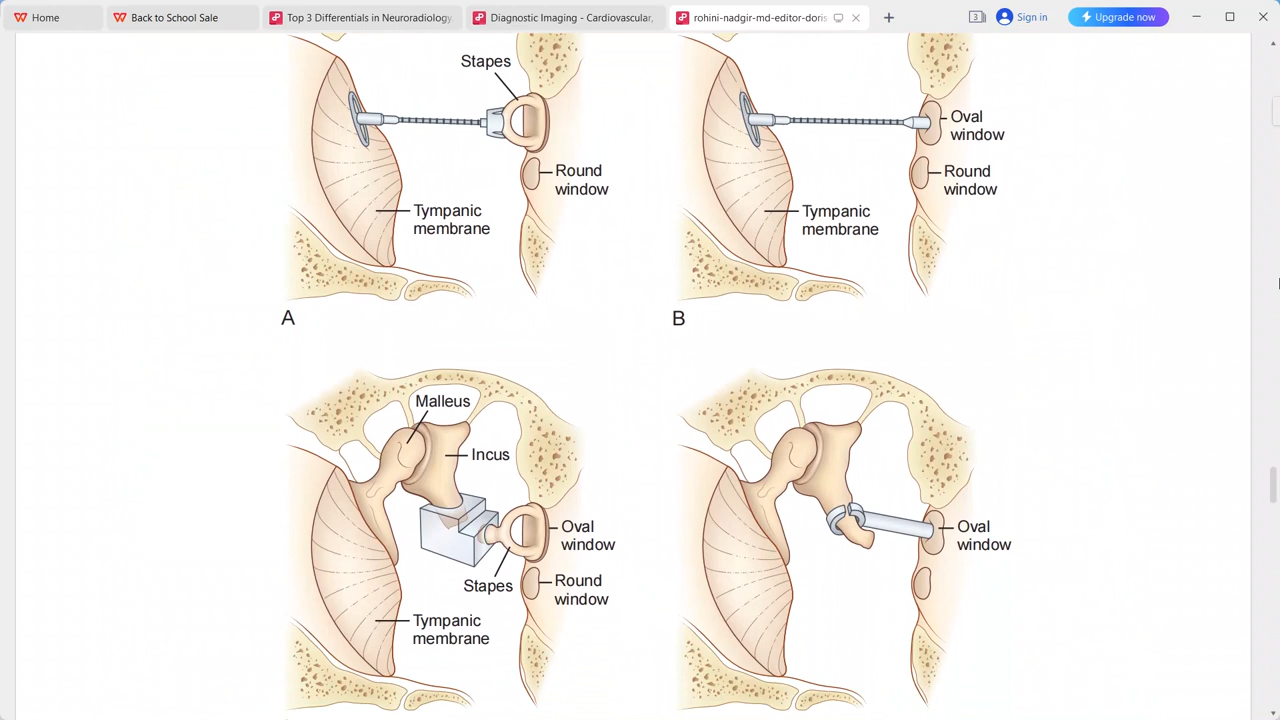 Home
Back to School Sale
Top 3 Differentials in Neuroradiology
Diagnostic Imaging - Cardiovascular,
rohini-nadgir-md-editor-doris
3
Sign in
Upgrade now
Stapes
Round
window
Tympanic
membrane
A
Oval
window
Round
window
Tympanic
membrane
B
Malleus
Incus
Oval
window
Stapes
Round
window
Tympanic
membrane
Oval
window